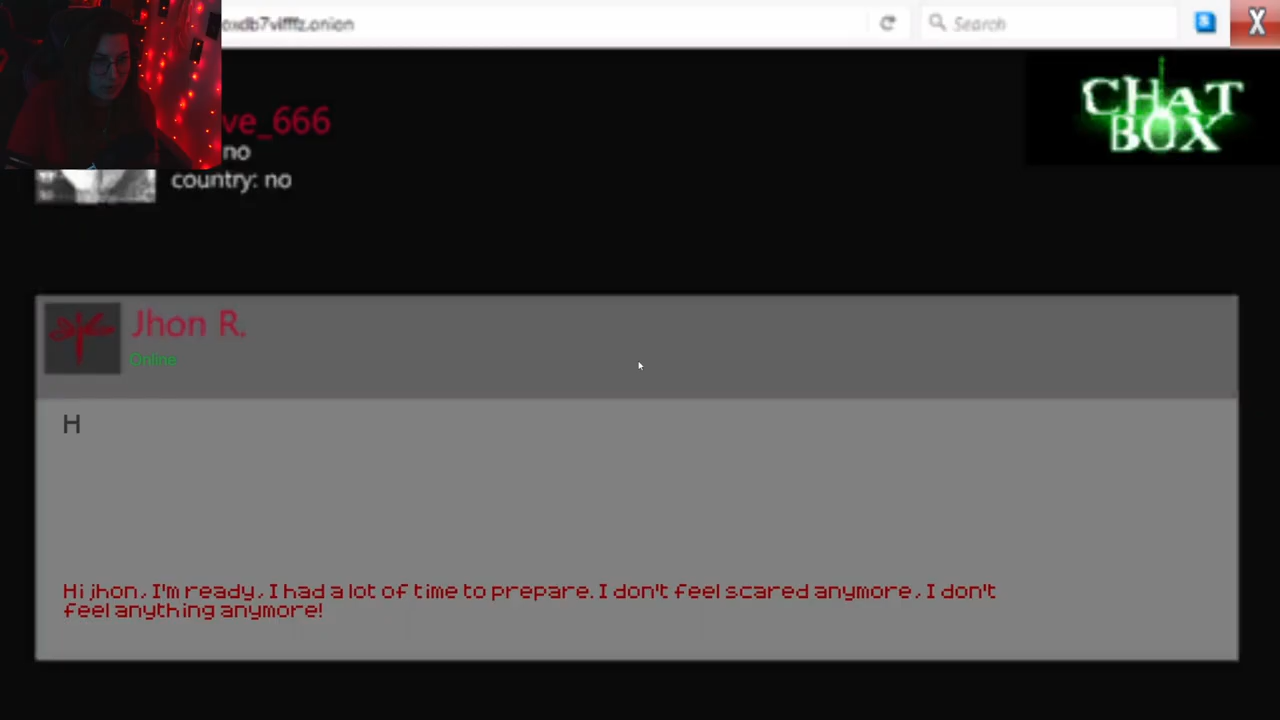 Search
X
ve_666
CHAT
BOX
no
country: no
Jhon R.
Online
H
Hi jhon, I'm ready, I had a lot of time to prepare. I don't feel scared anymore, I don't
feel anything anymore!